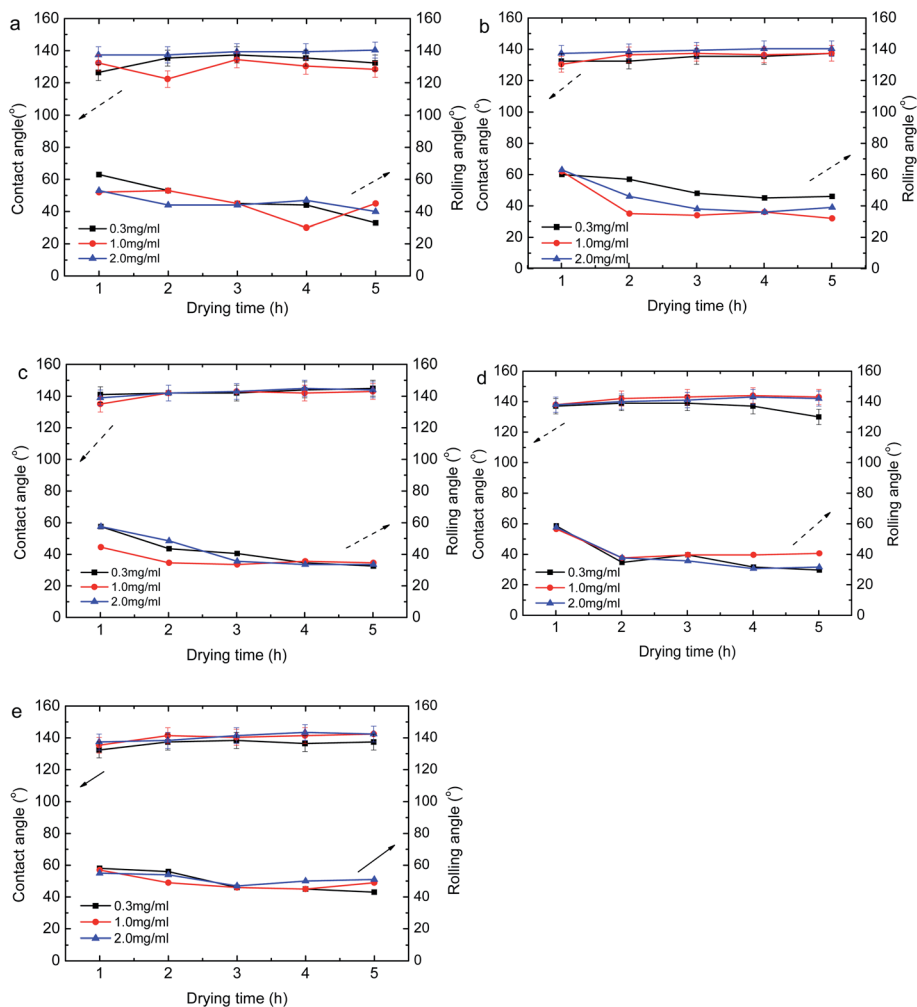 a
160
140
120
100
80
60
40
20
0
Contact angle(°)
160
140
120
100
80
60
40
20
0
Rolling angle(°)
0.3mg/ml
1.0mg/ml
2.0mg/ml
1 2 3 4 5
Drying time (h)
b
160
140
120
100
80
60
40
20
0
Contact angle (°)
160
140
120
100
80
60
40
20
0
Rolling angle (°)
0.3mg/ml
1.0mg/ml
2.0mg/ml
1 2 3 4 5
Drying time (h)
c
160
140
120
100
80
60
40
20
0
Contact angle (°)
160
140
120
100
80
60
40
20
0
Rolling angle (°)
0.3mg/ml
1.0mg/ml
2.0mg/ml
1 2 3 4 5
Drying time (h)
d
160
140
120
100
80
60
40
20
0
Contact angle (°)
160
140
120
100
80
60
40
20
0
Rolling angle (°)
0.3mg/ml
1.0mg/ml
2.0mg/ml
1 2 3 4 5
Drying time (h)
e
160
140
120
100
80
60
40
20
0
Contact angle (°)
160
140
120
100
80
60
40
20
0
Rolling angle (°)
0.3mg/ml
1.0mg/ml
2.0mg/ml
1 2 3 4 5
Drying time (h)